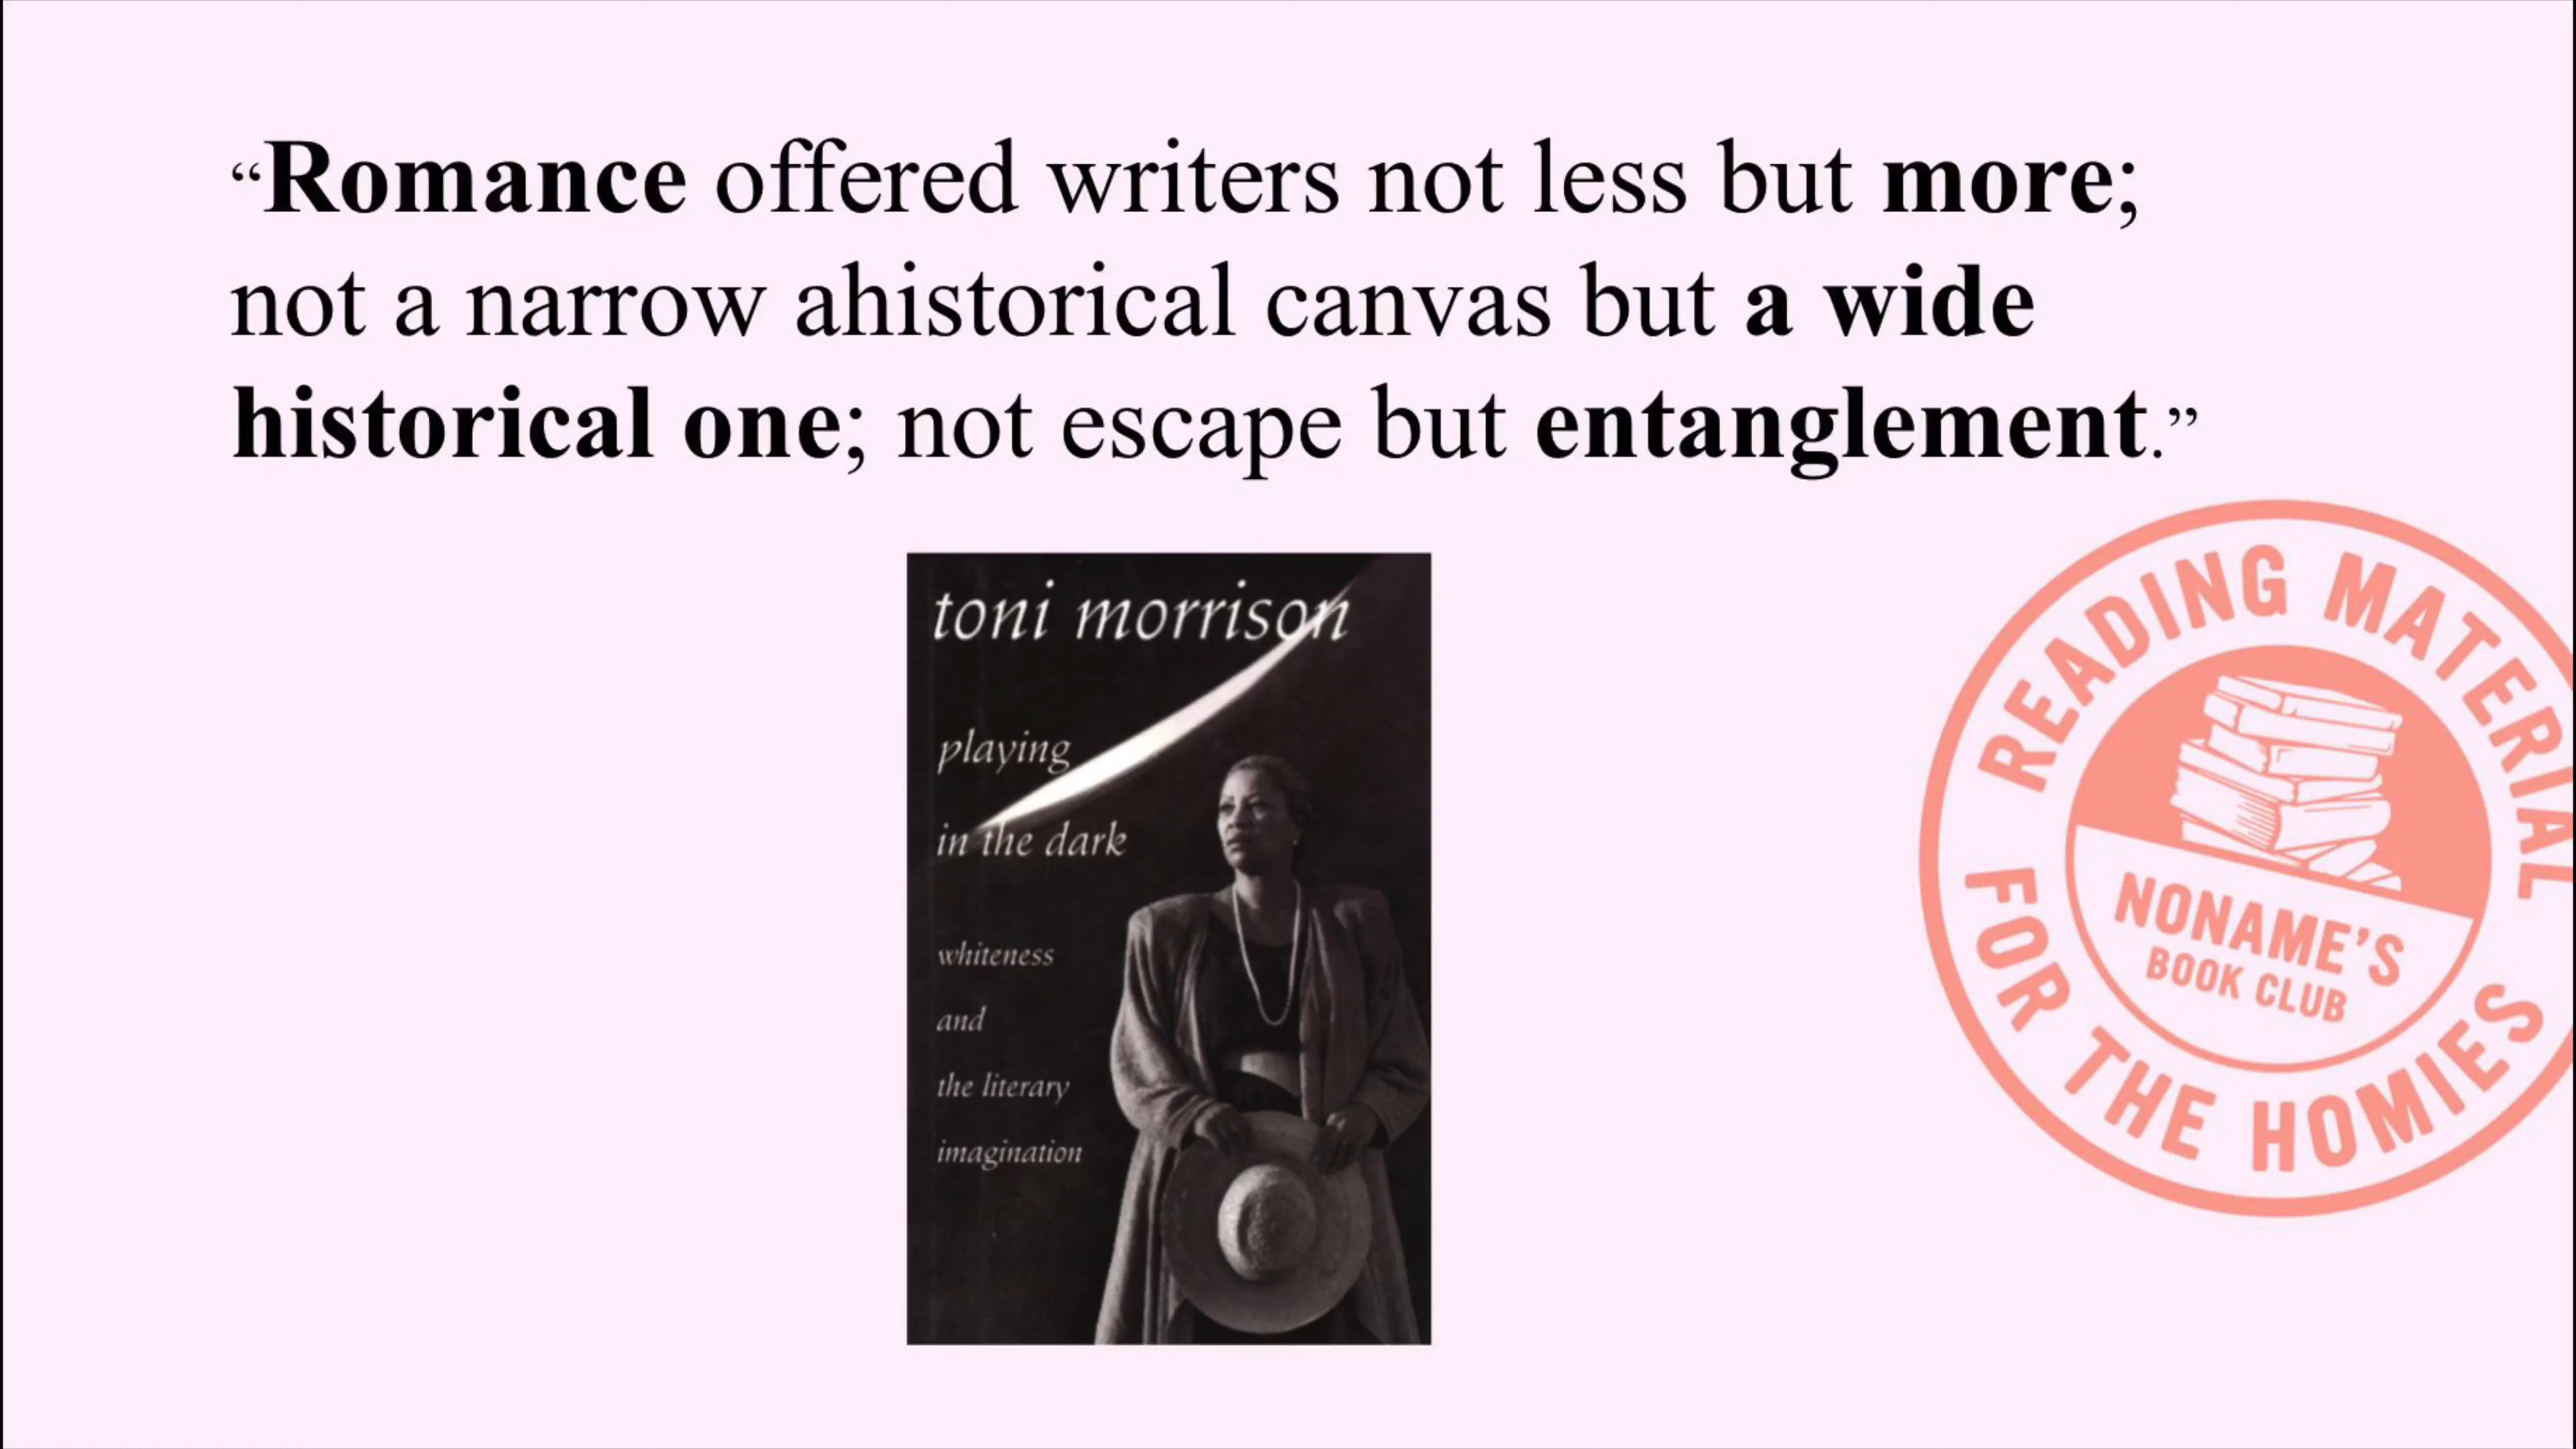 “Romance offered writers not less but more;
not a narrow ahistorical canvas but a wide
historical one; not escape but entanglement.”
toni morrison
playing
in the dark
whiteness
and
the literary
imagination
READING MATERIAL
NONAME’S
BOOK CLUB
FOR THE HOMIES